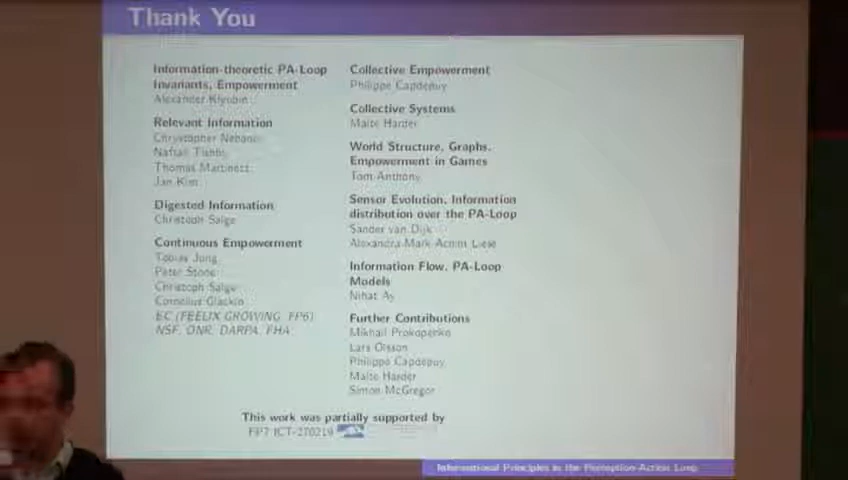 Thank You
Information-theoretic PA-Loop
Invariants, Empowerment
Alexander Klyubin
Relevant Information
Chrystopher Nehaniv
Naftali Tishby
Thomas Martinetz
Jan Kim
Digested Information
Christoph Salge
Continuous Empowerment
Tobias Jung
Peter Stone
Christoph Salge
Cornelius Glackin
EC (FEELIX GROWING, FP6)
NSF, ONR, DARPA, FHA
Collective Empowerment
Philippe Capdepuy
Collective Systems
Malte Harder
World Structure, Graphs,
Empowerment in Games
Tom Anthony
Sensor Evolution, Information
distribution over the PA-Loop
Sander van Dijk
Alexandra Mark Achim Liese
Information Flow, PA-Loop
Models
Nihat Ay
Further Contributions
Mikhail Prokopenko
Lars Olsson
Philippe Capdepuy
Malte Harder
Simon McGregor
This work was partially supported by
FP7 ICT-270219
Informational Principles in the Perception-Action Loop